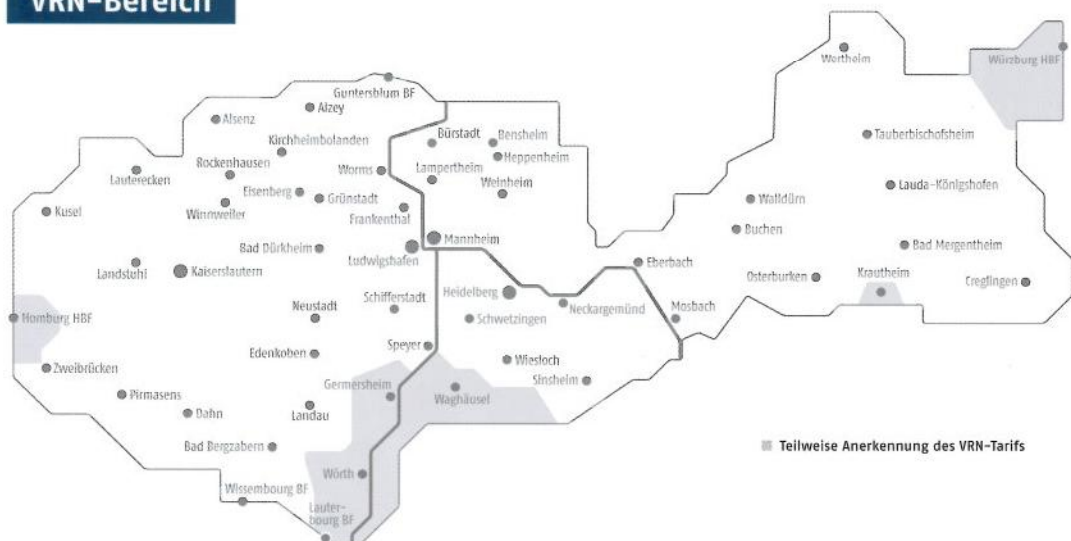 VRN-Bereich
Wertheim
Würzburg HBF
Guntersblum BF
Alzey
Alsenz
Bürstadt
Bensheim
Tauberbischofsheim
Kirchheimbolanden
Heppenheim
Rockenhausen
Worms
Lampertheim
Lauterecken
Weinheim
Lauda-Königshofen
Eisenberg
Grünstadt
Walldürn
Kusel
Winnweiler
Frankenthal
Buchen
Mannheim
Bad Dürkheim
Bad Mergentheim
Ludwigshafen
Eberbach
Landstuhl
Kaiserslautern
Osterburken
Krautheim
Creglingen
Heidelberg
Schifferstadt
Neckargemünd
Neustadt
Mosbach
Homburg HBF
Schwetzingen
Speyer
Edenkoben
Wiesloch
Zweibrücken
Sinsheim
Germersheim
Waghäusel
Pirmasens
Dahn
Landau
Bad Bergzabern
Teilweise Anerkennung des VRN-Tarifs
Wörth
Wissembourg BF
Lauter-
bourg BF